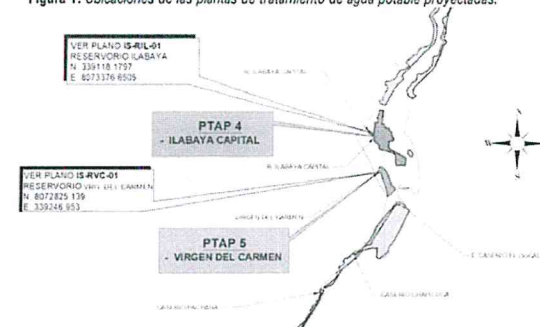 Figura 1. Ubicaciones de las plantas de tratamiento de agua potable proyectadas.
VER PLANO IS-RIL-01
RESERVORIO ILABAYA
N: 339118.1797
E: 8073376.6505
R. ILABAYA CAPITAL
PTAP 4
- ILABAYA CAPITAL
N
W
S
R. ILABAYA CAPITAL
VER PLANO IS-RVC-01
RESERVORIO VIRG. DEL CARMEN
N: 8072825.139
E: 339246.953
VIRGEN DEL CARMEN
PTAP 5
- VIRGEN DEL CARMEN